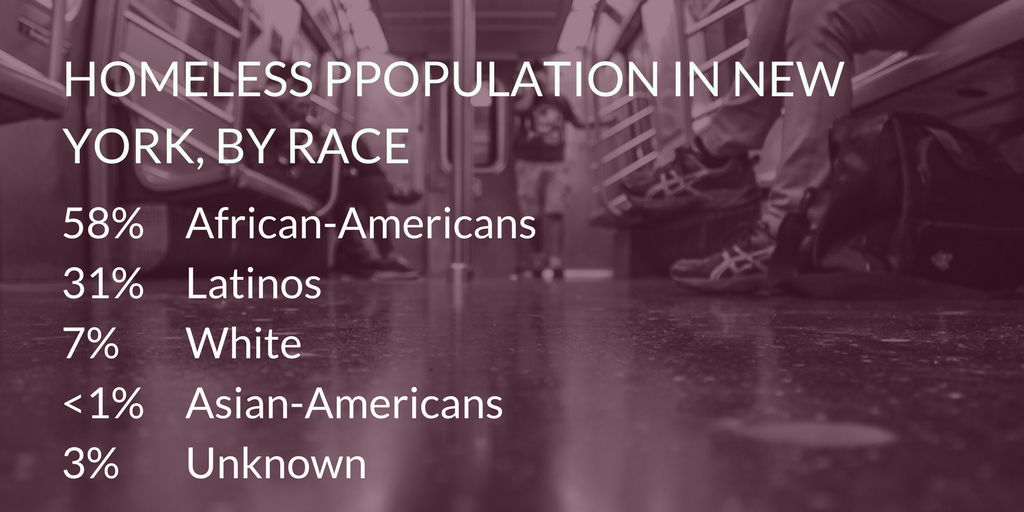 HOMELESS PPOPULATION IN NEW
YORK, BY RACE
58% African-Americans
31% Latinos
7% White
<1% Asian-Americans
3% Unknown